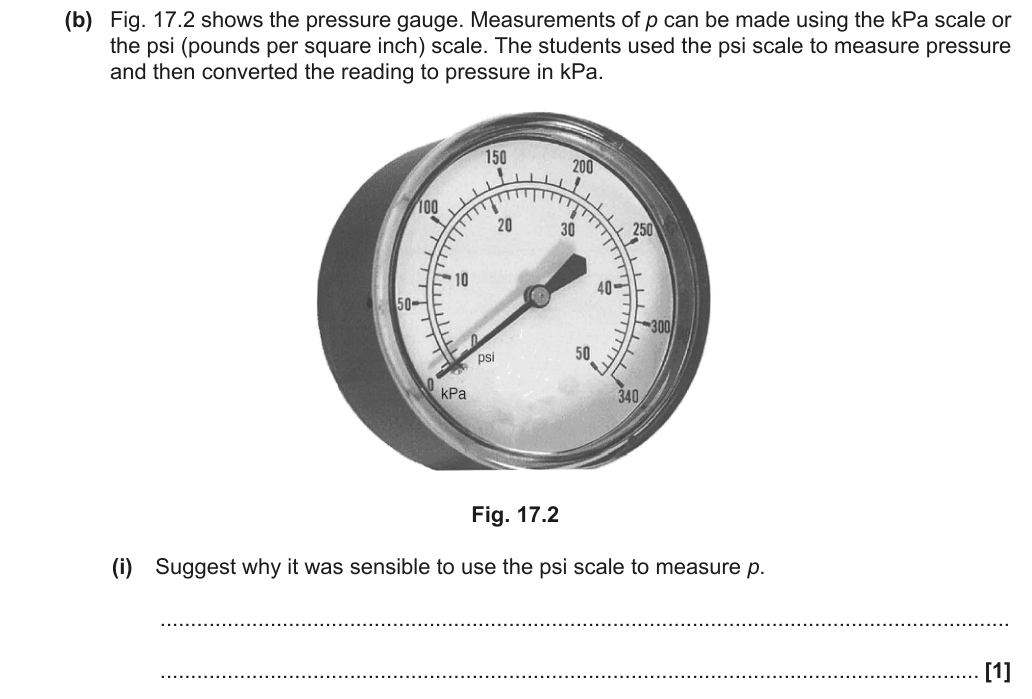 (b) Fig. 17.2 shows the pressure gauge. Measurements of p can be made using the kPa scale or
the psi (pounds per square inch) scale. The students used the psi scale to measure pressure
and then converted the reading to pressure in kPa.
150
200
100
20
30
250
10
40
50
300
0
psi
50
0
kPa
340
Fig. 17.2
(i) Suggest why it was sensible to use the psi scale to measure p.
[1]